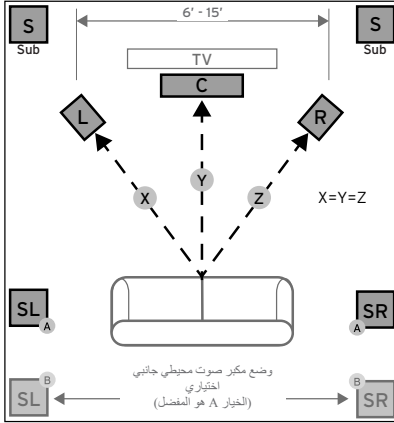 6' - 15'
S
Sub
S
Sub
TV
C
L
R
X
Y
Z
X=Y=Z
SL
A
SR
A
وضع مكبر صوت محيطي جانبي
اختياري
(الخيار A هو المفضل)
SL
B
SR
B